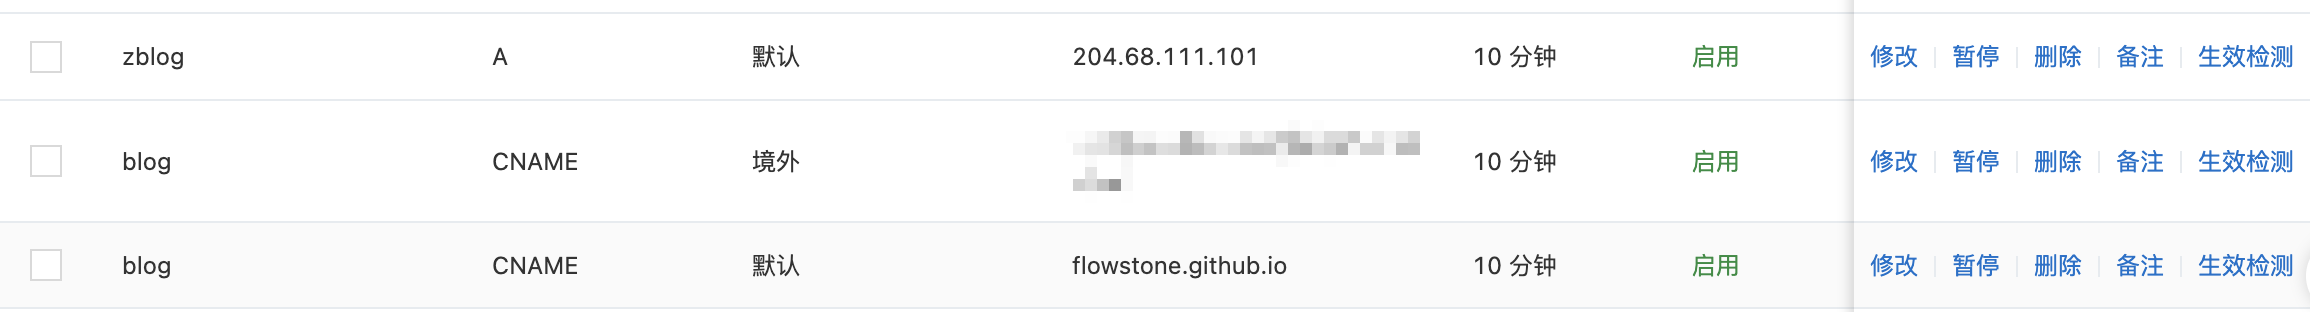 zblog A 默认 204.68.111.101 10 分钟 启用 修改 暂停 删除 备注 生效检测
blog CNAME 境外 10 分钟 启用 修改 暂停 删除 备注 生效检测
blog CNAME 默认 flowstone.github.io 10 分钟 启用 修改 暂停 删除 备注 生效检测